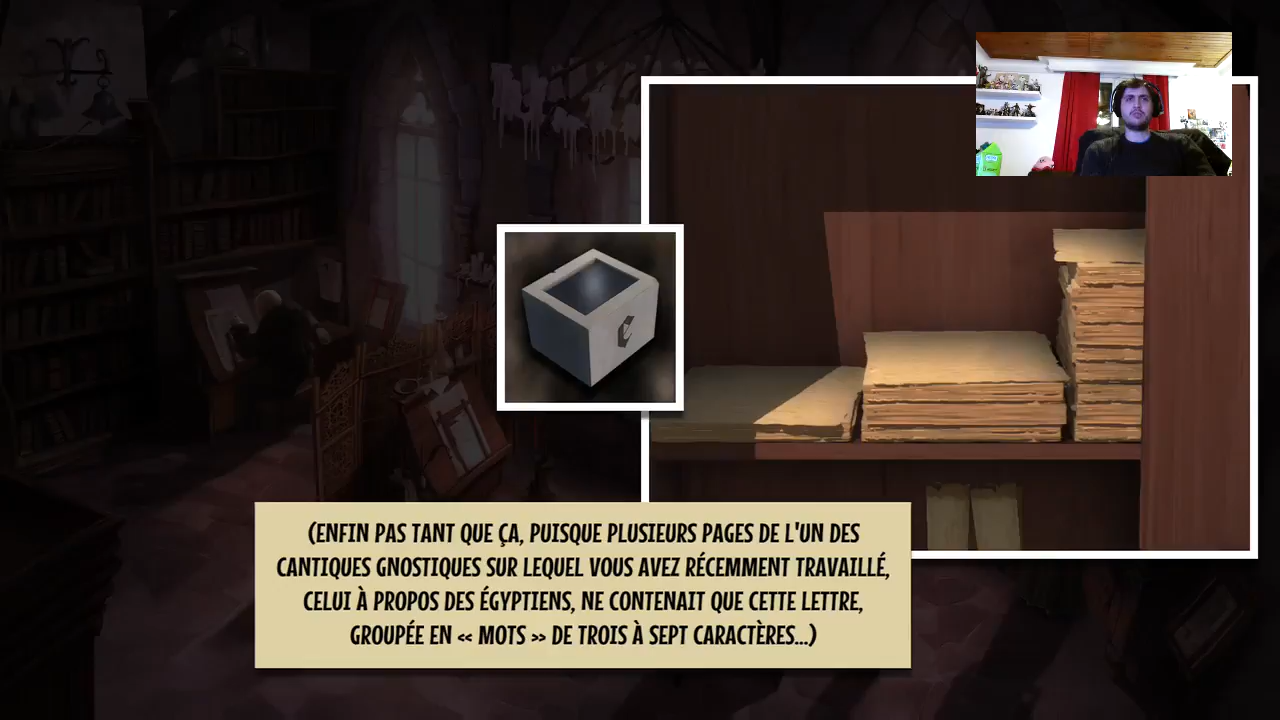 (ENFIN PAS TANT QUE ÇA, PUISQUE PLUSIEURS PAGES DE L'UN DES
CANTIQUES GNOSTIQUES SUR LEQUEL VOUS AVEZ RÉCEMMENT TRAVAILLÉ,
CELUI À PROPOS DES ÉGYPTIENS, NE CONTENAIT QUE CETTE LETTRE,
GROUPÉE EN « MOTS » DE TROIS À SEPT CARACTÈRES...)